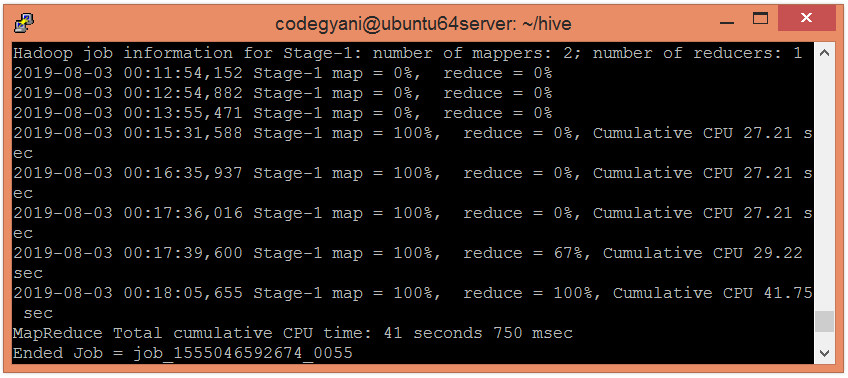 codegyani@ubuntu64server: ~/hive
Hadoop job information for Stage-1: number of mappers: 2; number of reducers: 1
2019-08-03 00:11:54,152 Stage-1 map = 0%,  reduce = 0%
2019-08-03 00:12:54,882 Stage-1 map = 0%,  reduce = 0%
2019-08-03 00:13:55,471 Stage-1 map = 0%,  reduce = 0%
2019-08-03 00:15:31,588 Stage-1 map = 100%,  reduce = 0%, Cumulative CPU 27.21 s
ec
2019-08-03 00:16:35,937 Stage-1 map = 100%,  reduce = 0%, Cumulative CPU 27.21 s
ec
2019-08-03 00:17:36,016 Stage-1 map = 100%,  reduce = 0%, Cumulative CPU 27.21 s
ec
2019-08-03 00:17:39,600 Stage-1 map = 100%,  reduce = 67%, Cumulative CPU 29.22
sec
2019-08-03 00:18:05,655 Stage-1 map = 100%,  reduce = 100%, Cumulative CPU 41.75
 sec
MapReduce Total cumulative CPU time: 41 seconds 750 msec
Ended Job = job_1555046592674_0055